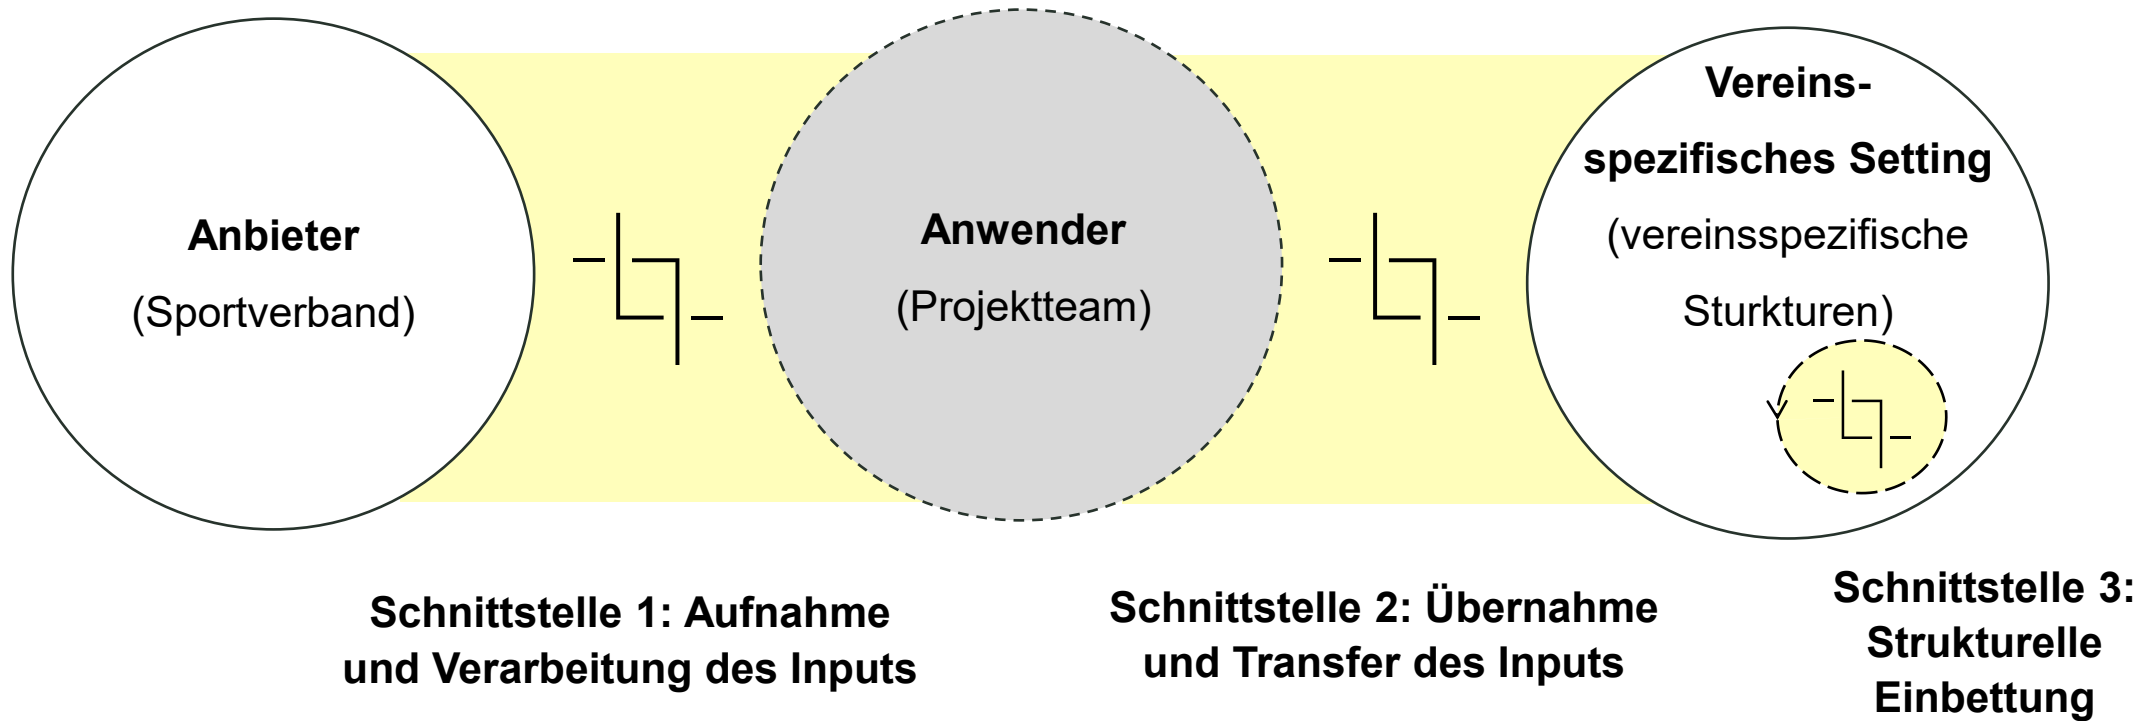 Anbieter
(Sportverband)
Anwender
(Projektteam)
Vereins-
spezifisches Setting
(vereinsspezifische
Sturkturen)
Schnittstelle 1: Aufnahme
und Verarbeitung des Inputs
Schnittstelle 2: Übernahme
und Transfer des Inputs
Schnittstelle 3:
Strukturelle
Einbettung